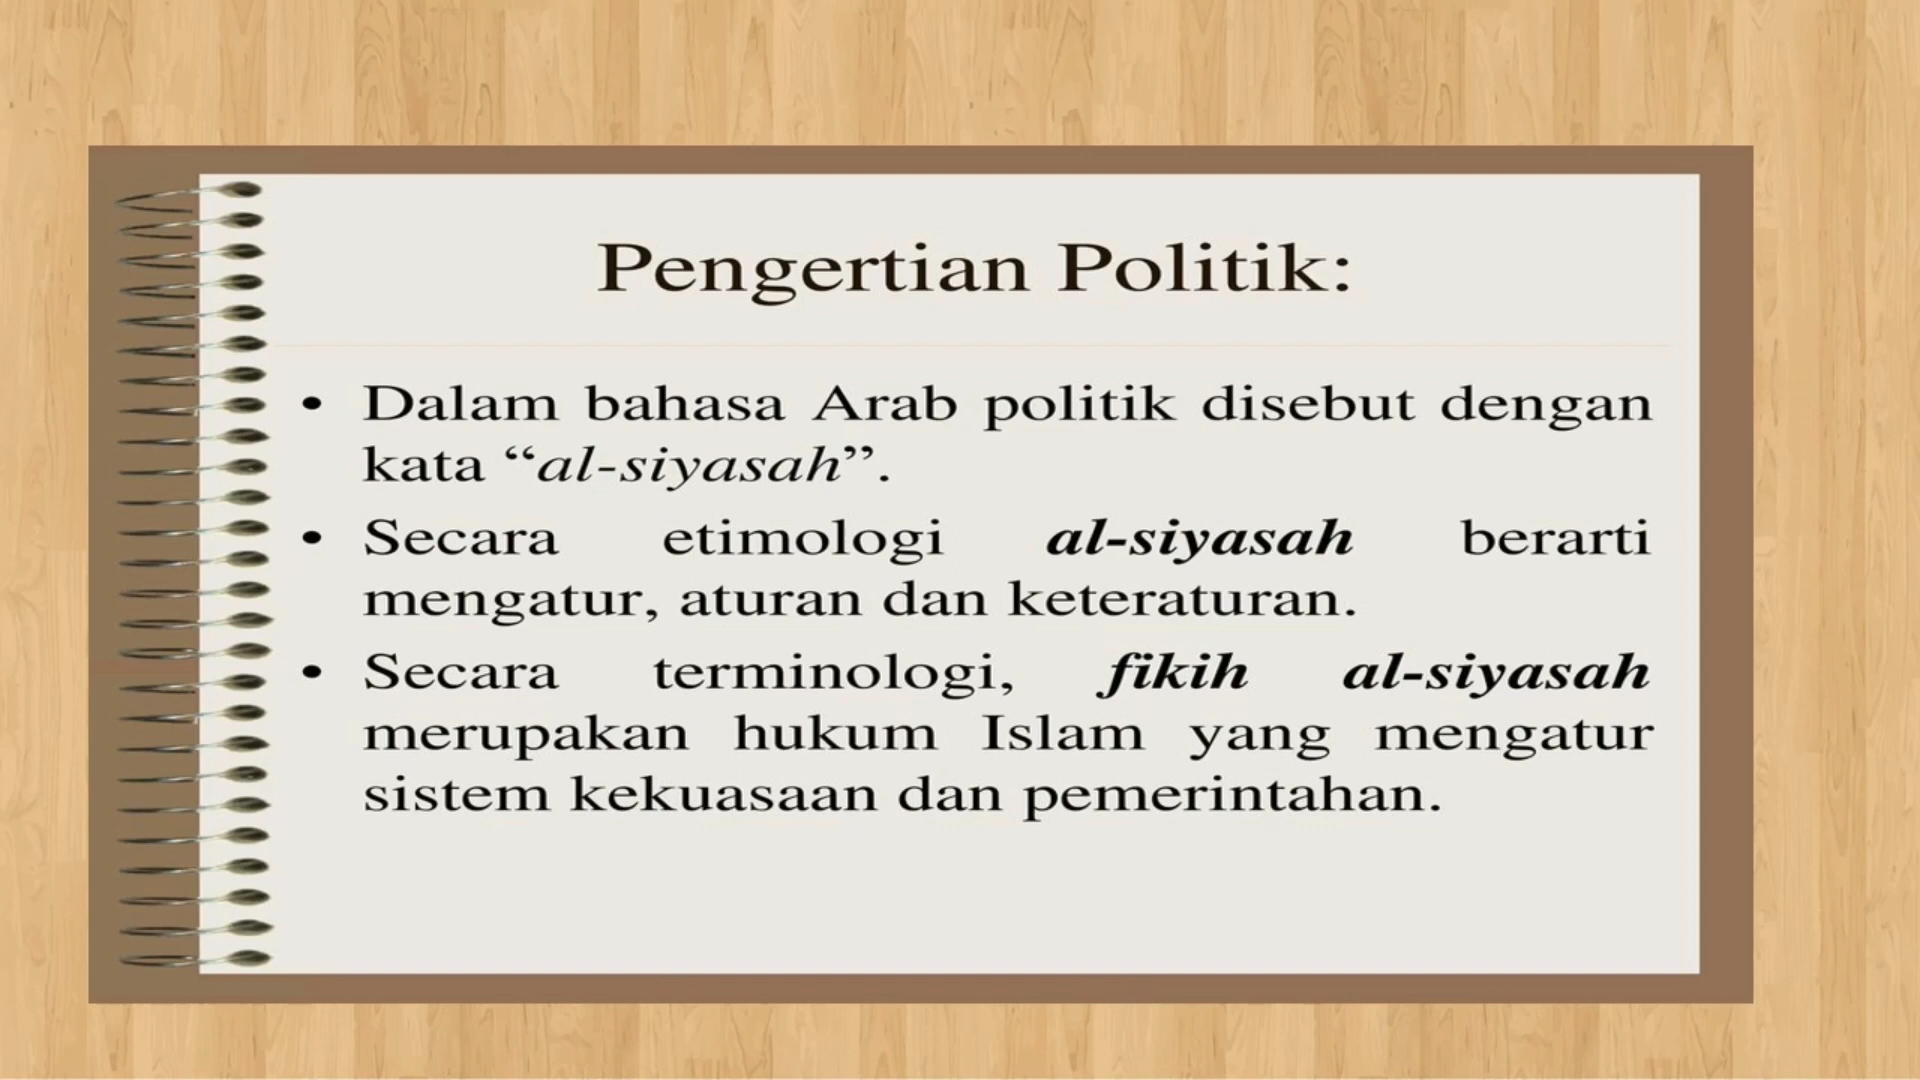 Pengertian Politik:
• Dalam bahasa Arab politik disebut dengan
kata “al-siyasah”.
• Secara etimologi al-siyasah berarti
mengatur, aturan dan keteraturan.
• Secara terminologi, fikih al-siyasah
merupakan hukum Islam yang mengatur
sistem kekuasaan dan pemerintahan.